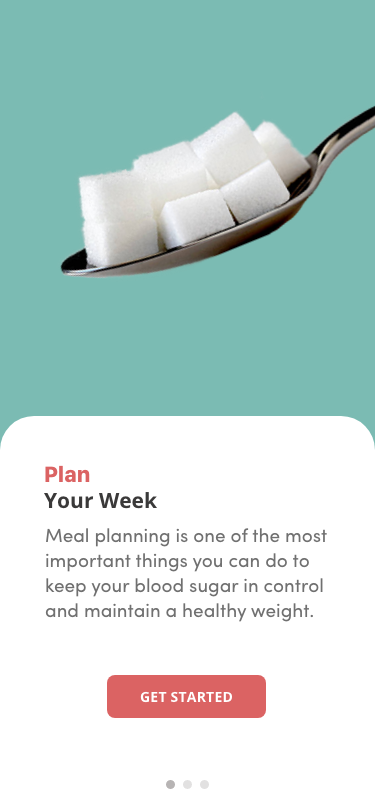 Plan
Your Week
Meal planning is one of the most
important things you can do to
keep your blood sugar in control
and maintain a healthy weight.
GET STARTED